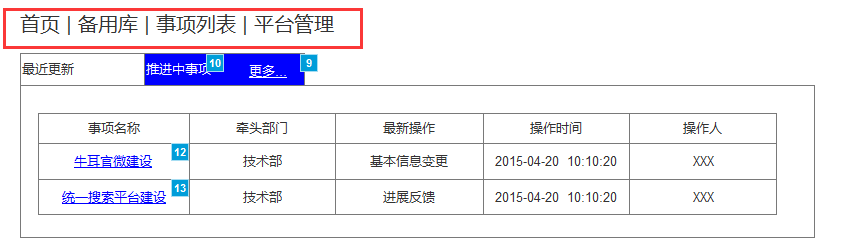 首页 | 备用库 | 事项列表 | 平台管理
最近更新 推进中事项 10 更多... 9
事项名称 牵头部门 最新操作 操作时间 操作人
牛耳官微建设 12 技术部 基本信息变更 2015-04-20 10:10:20 XXX
统一搜索平台建设 13 技术部 进展反馈 2015-04-20 10:10:20 XXX